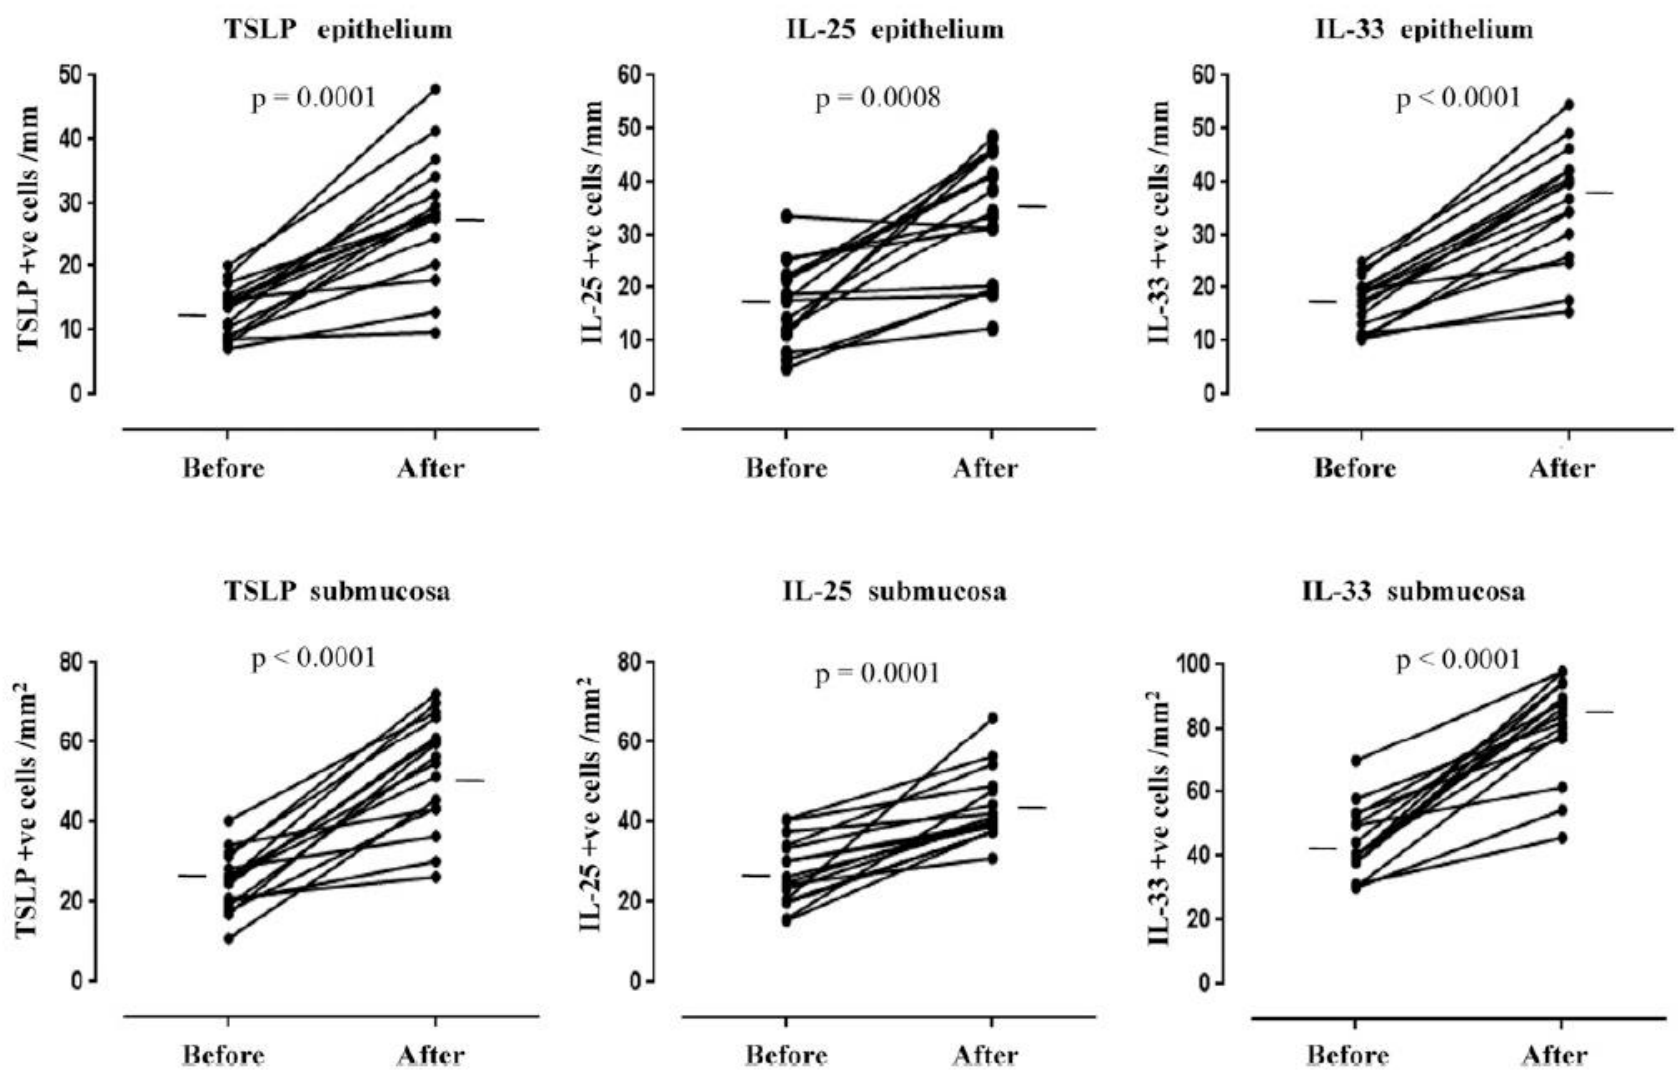 TSLP epithelium
p = 0.0001
TSLP +ve cells /mm
50
40
30
20
10
0
Before After
IL-25 epithelium
p = 0.0008
IL-25 +ve cells /mm
60
50
40
30
20
10
0
Before After
IL-33 epithelium
p < 0.0001
IL-33 +ve cells /mm
60
50
40
30
20
10
0
Before After
TSLP submucosa
p < 0.0001
TSLP +ve cells /mm²
80
60
40
20
0
Before After
IL-25 submucosa
p = 0.0001
IL-25 +ve cells /mm²
80
60
40
20
0
Before After
IL-33 submucosa
p < 0.0001
IL-33 +ve cells /mm²
100
80
60
40
20
0
Before After